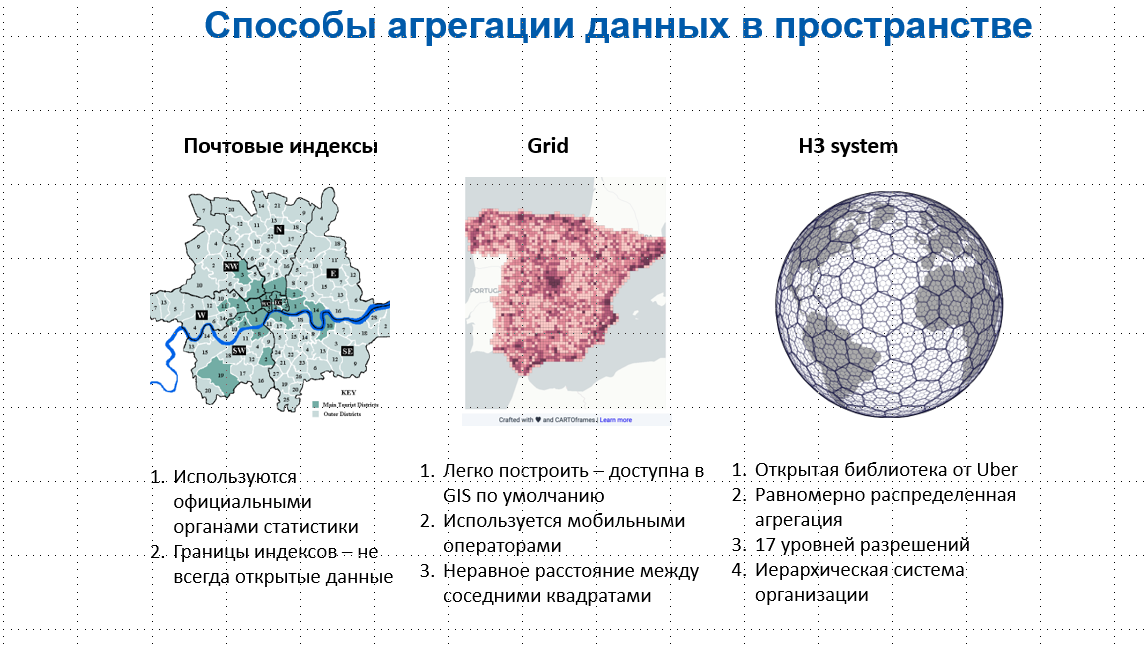 Способы агрегации данных в пространстве
Почтовые индексы
Grid
H3 system
N
NW
E
W
SW
SE
KEY
Main Tourist Districts
Outer Districts
PORTUGAL
Crafted with ♥ and CARTOframes. Learn more
1. Используются
официальными
органами статистики
2. Границы индексов – не
всегда открытые данные
1. Легко построить – доступна в
GIS по умолчанию
2. Используется мобильными
операторами
3. Неравное расстояние между
соседними квадратами
1. Открытая библиотека от Uber
2. Равномерно распределенная
агрегация
3. 17 уровней разрешений
4. Иерархическая система
организации